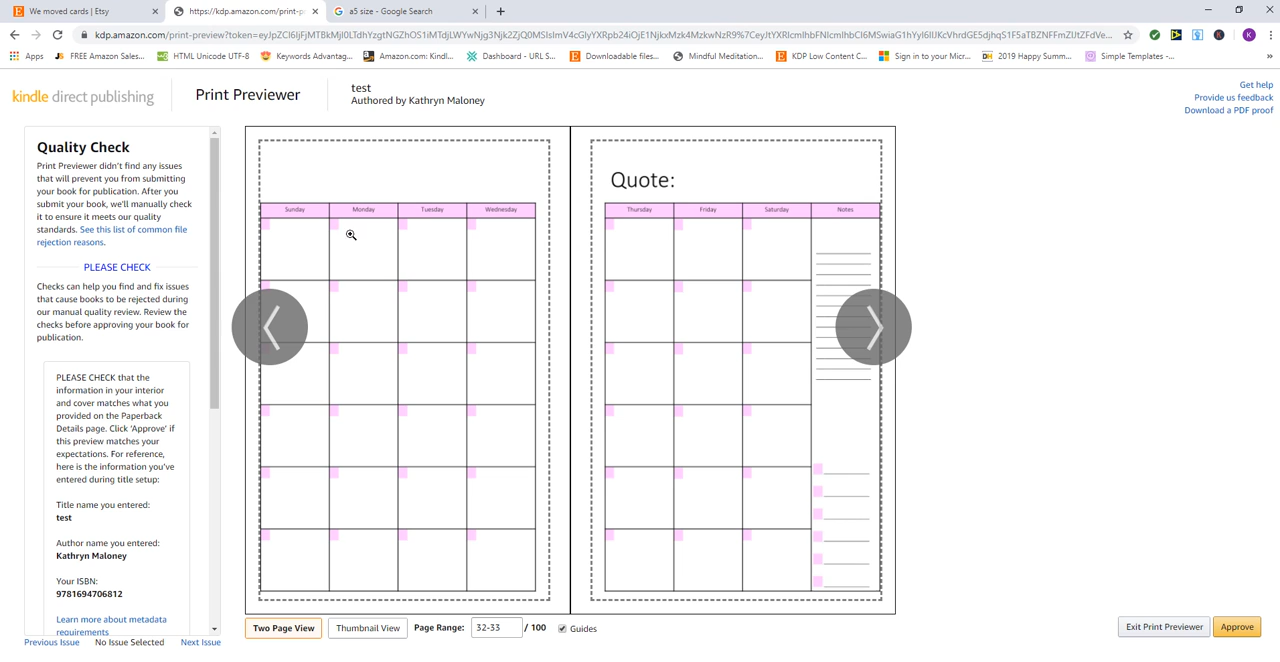 We moved cards | Etsy
https://kdp.amazon.com/print-p
a5 size - Google Search
kdp.amazon.com/print-preview?token=
Apps
FREE Amazon Sales...
HTML Unicode UTF-8
Keywords Advantag...
Amazon.com: Kindl...
Dashboard - URL S...
Downloadable files...
Mindful Meditation...
KDP Low Content C...
Sign in to your Micr...
2019 Happy Summ...
Simple Templates -...
kindle direct publishing
Print Previewer
test
Authored by Kathryn Maloney
Get help
Provide us feedback
Download a PDF proof
Quality Check
Print Previewer didn't find any issues
that will prevent you from submitting
your book for publication. After you
submit your book, we'll manually check
it to ensure it meets our quality
standards. See this list of common file
rejection reasons.
PLEASE CHECK
Checks can help you find and fix issues
that cause books to be rejected during
our manual quality review. Review the
checks before approving your book for
publication.
PLEASE CHECK that the
information in your interior
and cover matches what you
provided on the Paperback
Details page. Click 'Approve' if
this preview matches your
expectations. For reference,
here is the information you've
entered during title setup:
Title name you entered:
test
Author name you entered:
Kathryn Maloney
Your ISBN:
9781694706812
Learn more about metadata
requirements
Previous Issue No Issue Selected Next Issue
Sunday Monday Tuesday Wednesday
Quote:
Thursday Friday Saturday Notes
Two Page View Thumbnail View Page Range: 32-33 / 100 Guides
Exit Print Previewer Approve